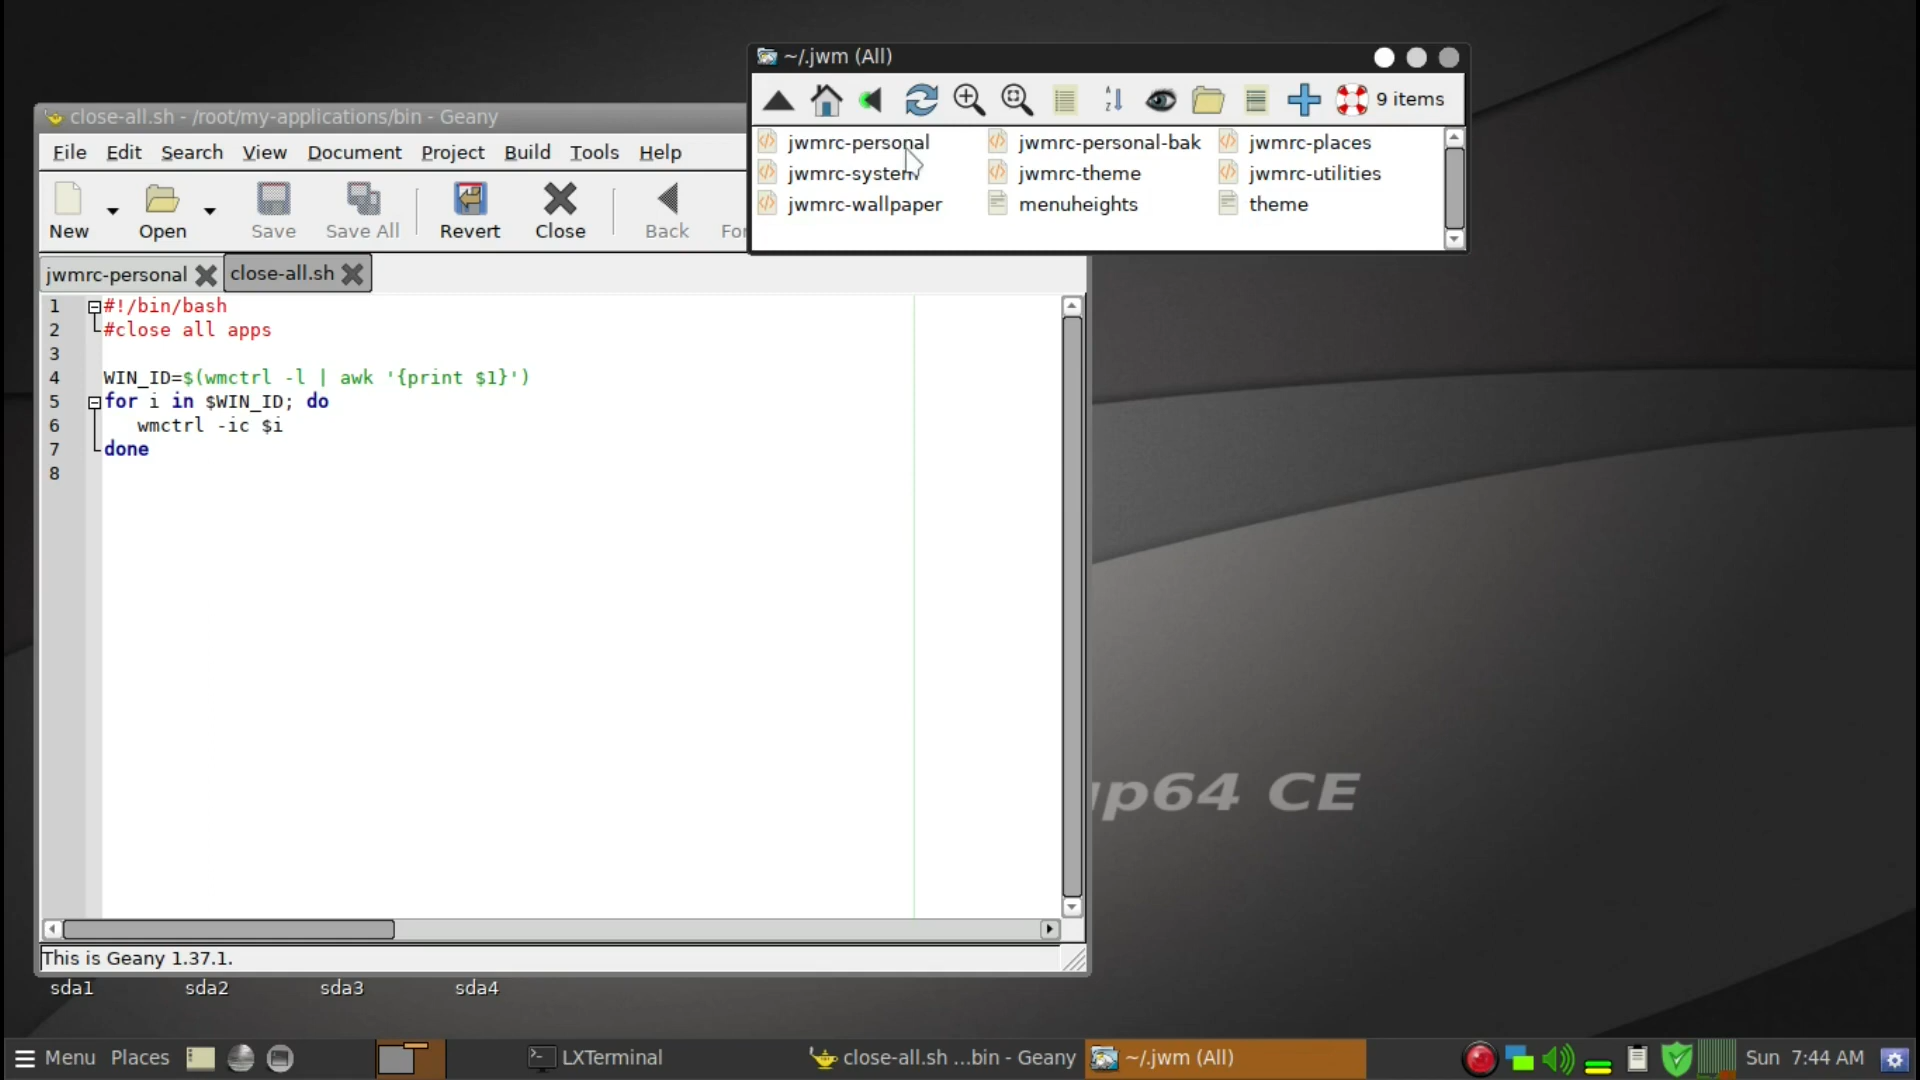 ~/.jwm (All)
9 items
jwmrc-personal jwmrc-personal-bak jwmrc-places
jwmrc-system jwmrc-theme jwmrc-utilities
jwmrc-wallpaper menuheights theme
close-all.sh - /root/my-applications/bin - Geany
File Edit Search View Document Project Build Tools Help
New Open Save Save All Revert Close Back For
jwmrc-personal close-all.sh
1 #!/bin/bash
2 #close all apps
3
4 WIN_ID=$(wmctrl -l | awk '{print $1}')
5 for i in $WIN_ID; do
6 wmctrl -ic $i
7 done
8
This is Geany 1.37.1.
up64 CE
sda1 sda2 sda3 sda4
Menu Places LXTerminal close-all.sh ...bin - Geany ~/.jwm (All) Sun 7:44 AM